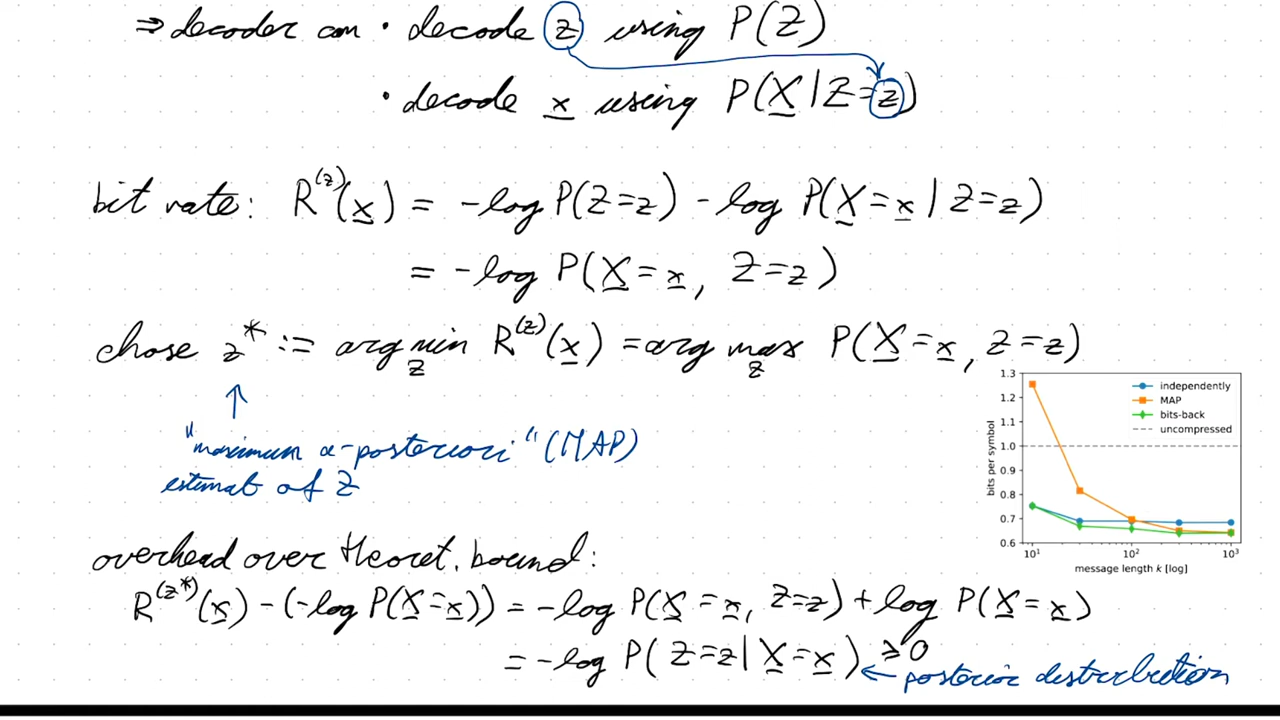 ⇒ decoder can • decode z using P(Z)
• decode x using P(X | Z=z)
bit rate: R^(z)(x) = -log P(Z=z) - log P(X=x | Z=z)
= -log P(X=x, Z=z)
chose z* := arg min_z R^(z)(x) = arg max_z P(X=x, Z=z)
↑
"maximum a-posteriori" (MAP)
estimat of Z
1.3
1.2
1.1
1.0
0.9
0.8
0.7
0.6
bits per symbol
independently
MAP
bits-back
uncompressed
10^1 10^2 10^3
message length k [log]
overhead over theoret. bound:
R^(z*)(x) - (-log P(X=x)) = -log P(X=x, Z=z) + log P(X=x)
= -log P(Z=z | X=x) ≥ 0
← posterior distribution